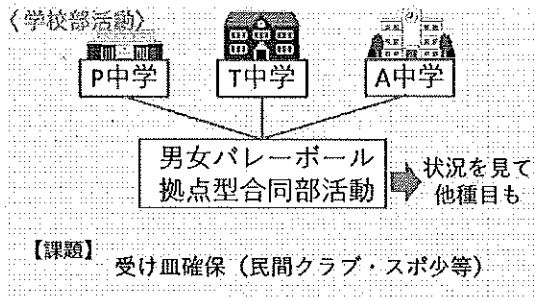 〈学校部活動〉
P中学
T中学
A中学
男女バレーボール
拠点型合同部活動
状況を見て
他種目も
【課題】
受け皿確保（民間クラブ・スポ少等）